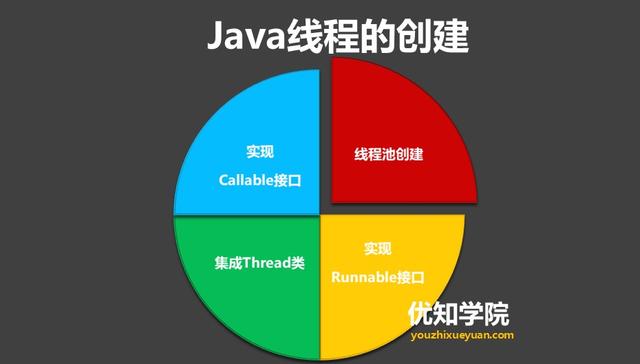 Java线程的创建
实现
Callable接口
线程池创建
集成Thread类
实现
Runnable接口
优知学院
youzhixueyuan.com